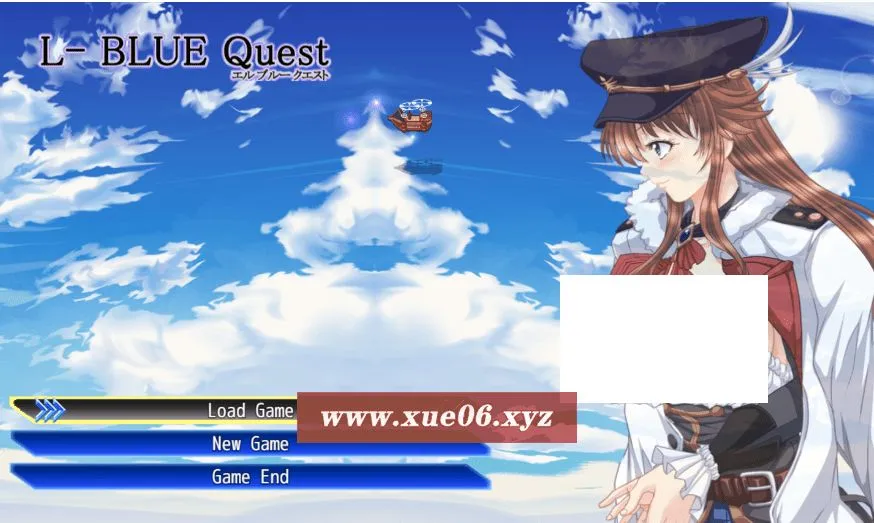 L- BLUE Quest
エルブルークエスト
Load Game
www.xue06.xyz
New Game
Game End